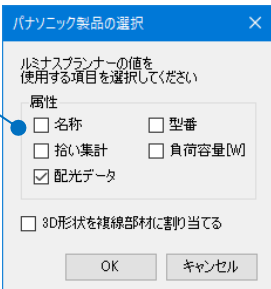 パナソニック製品の選択
ルミナスプランナーの値を
使用する項目を選択してください
属性
名称 型番
拾い集計 負荷容量[W]
配光データ
3D形状を複線部材に割り当てる
OK キャンセル